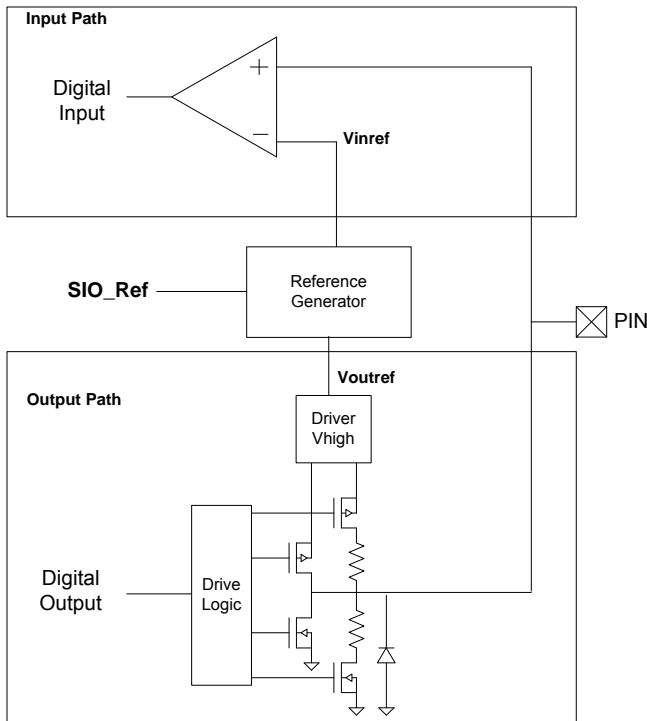 Input Path
Digital
Input
+
−
Vinref
SIO_Ref
Reference
Generator
PIN
Voutref
Output Path
Driver
Vhigh
Digital
Output
Drive
Logic